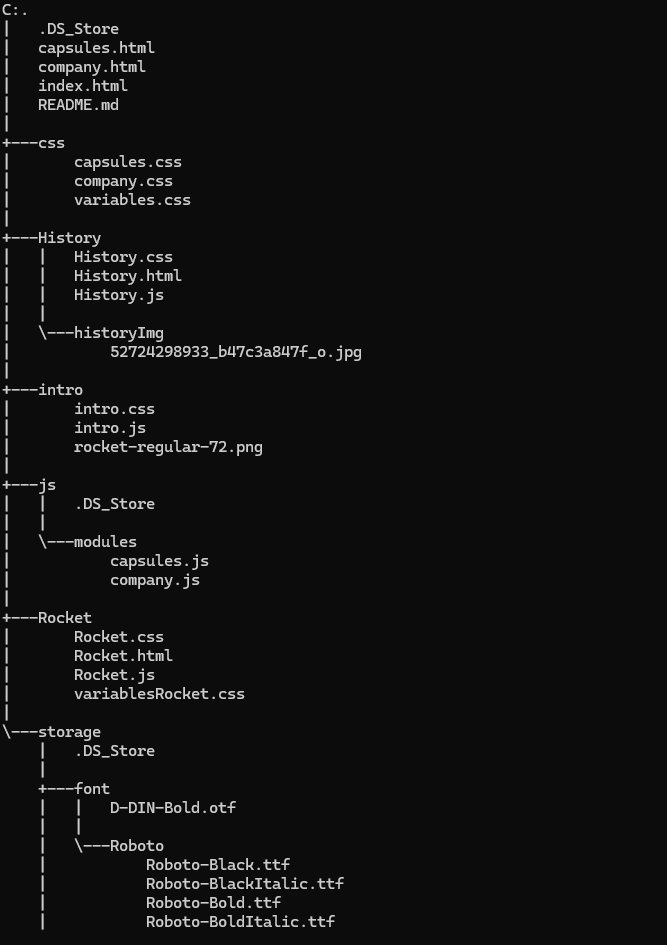 C:.
|   .DS_Store
|   capsules.html
|   company.html
|   index.html
|   README.md
|
+---css
|       capsules.css
|       company.css
|       variables.css
|
+---History
|   |   History.css
|   |   History.html
|   |   History.js
|   |
|   \---historyImg
|           52724298933_b47c3a847f_o.jpg
|
+---intro
|       intro.css
|       intro.js
|       rocket-regular-72.png
|
+---js
|   |   .DS_Store
|   |
|   \---modules
|           capsules.js
|           company.js
|
+---Rocket
|       Rocket.css
|       Rocket.html
|       Rocket.js
|       variablesRocket.css
|
\---storage
    |   .DS_Store
    |
    +---font
    |   |   D-DIN-Bold.otf
    |   |
    |   \---Roboto
    |           Roboto-Black.ttf
    |           Roboto-BlackItalic.ttf
    |           Roboto-Bold.ttf
    |           Roboto-BoldItalic.ttf